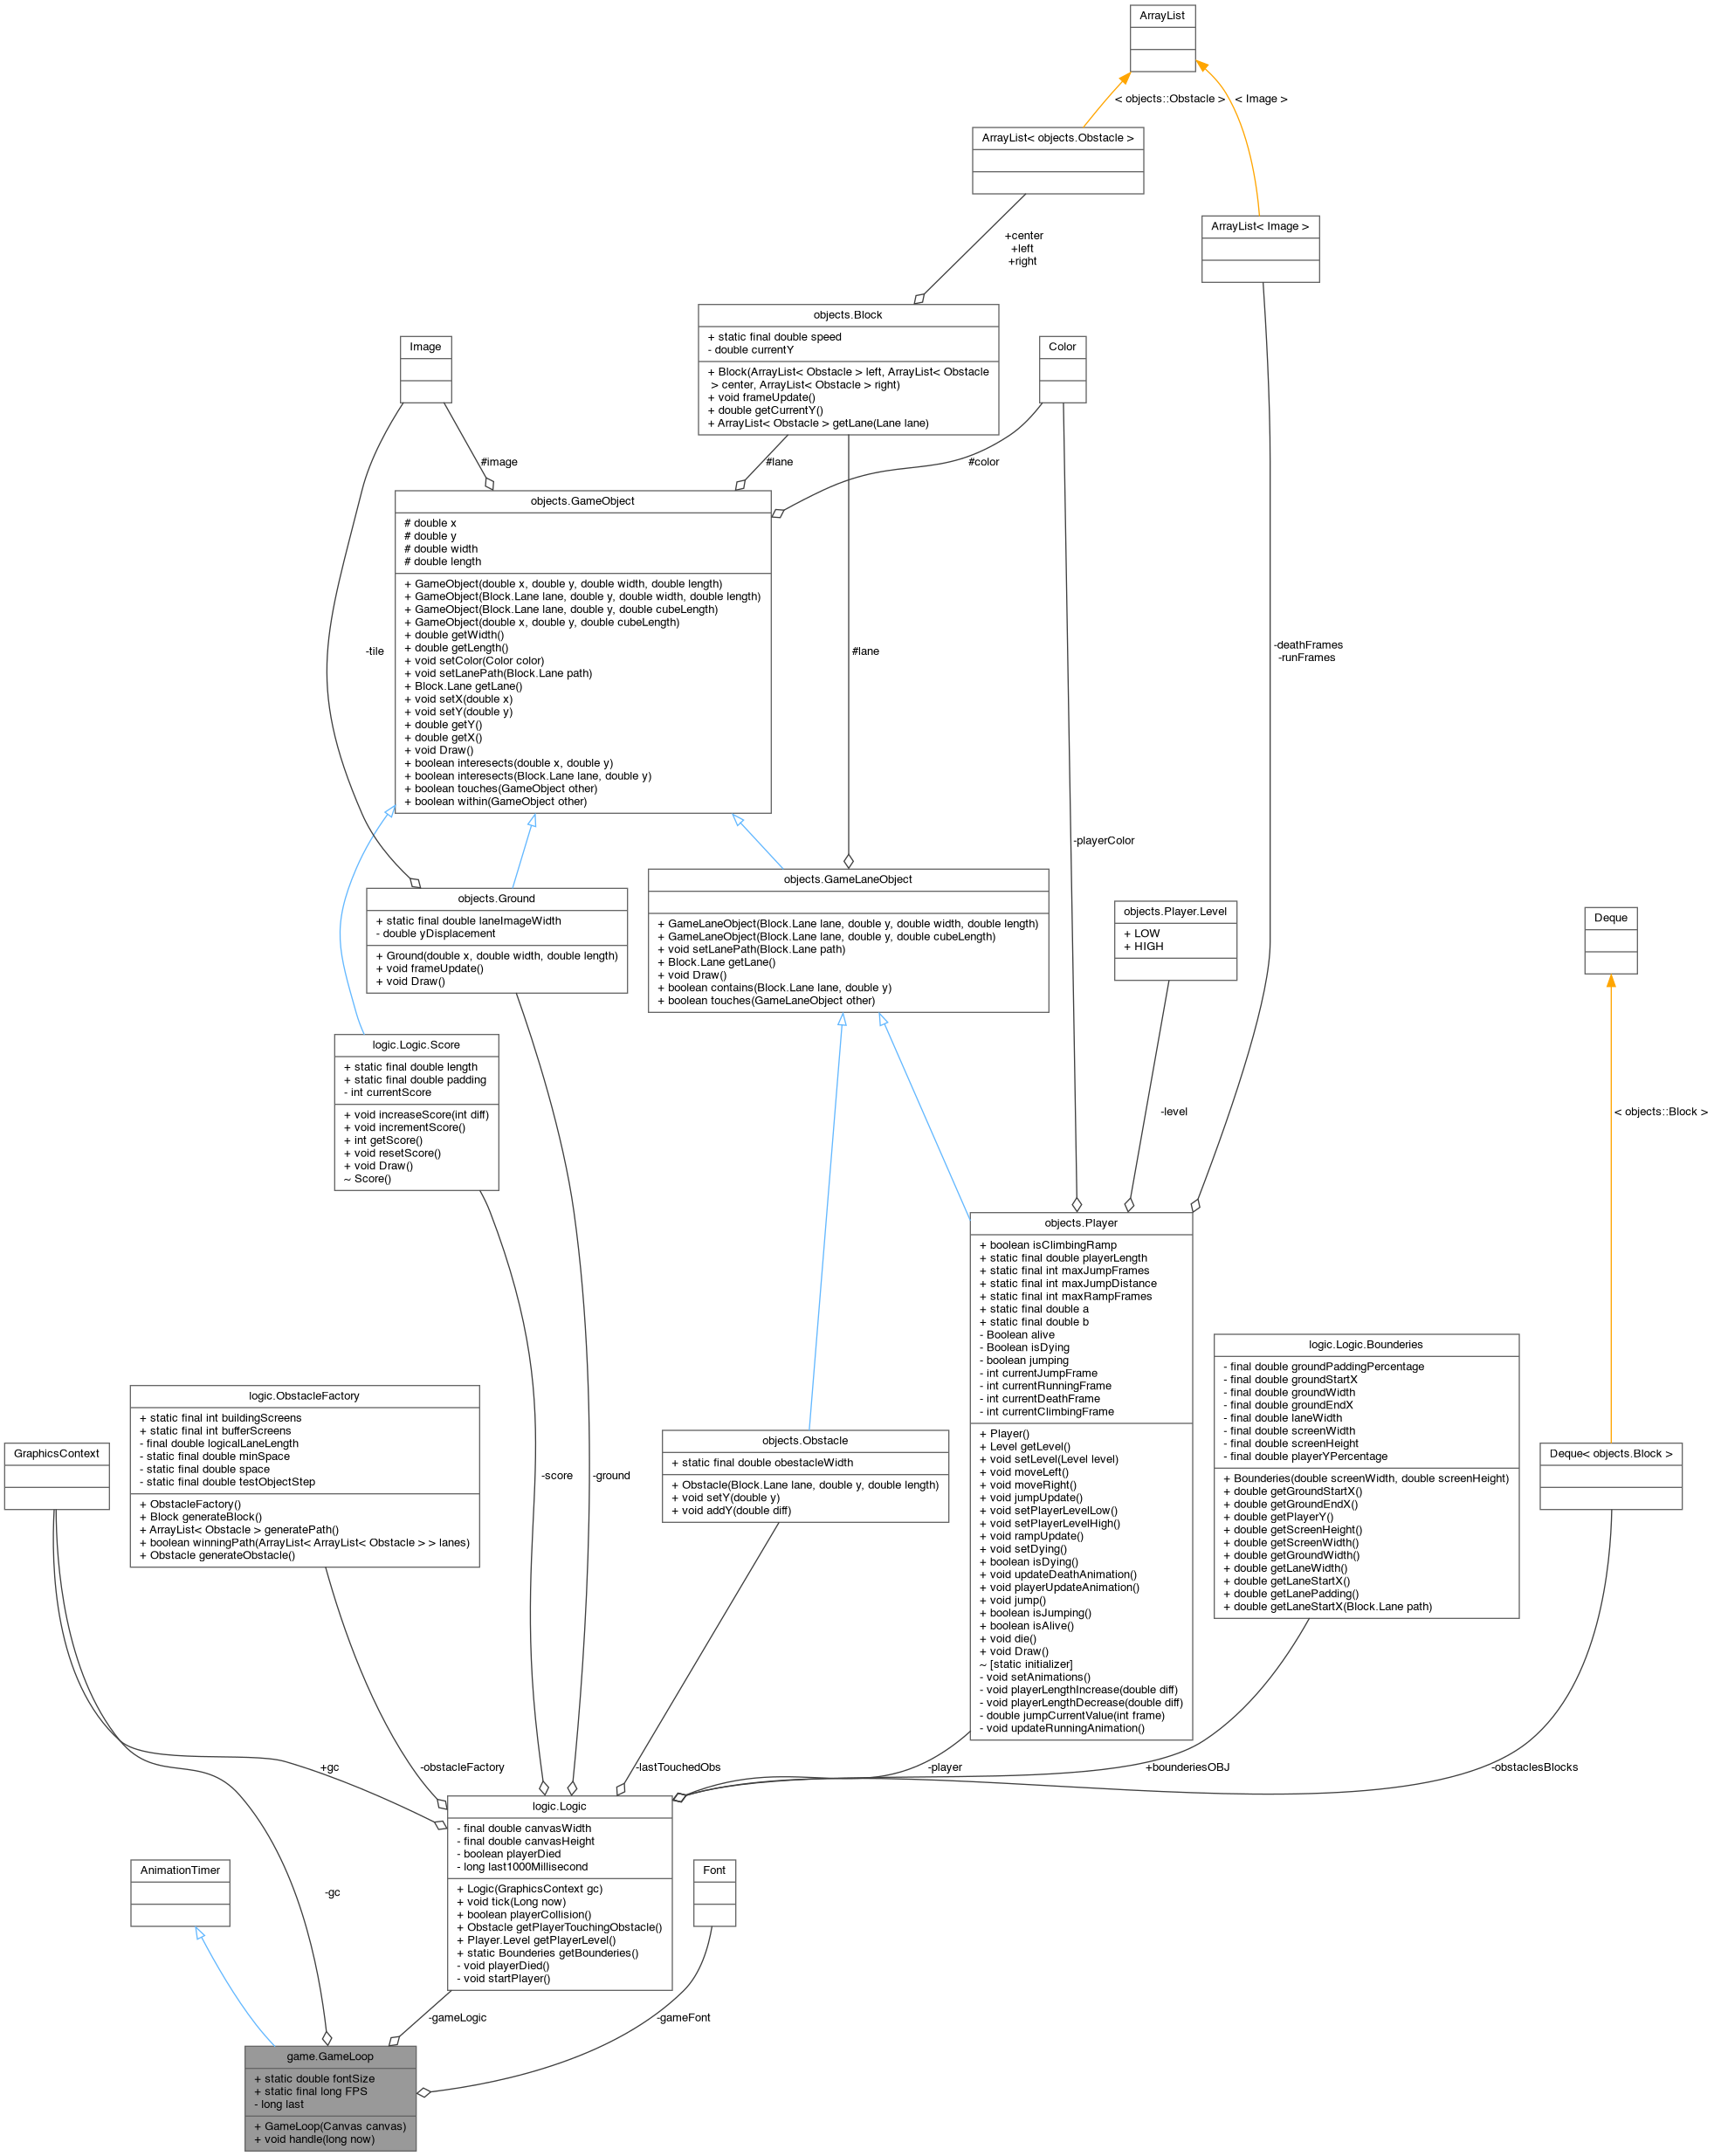 ArrayList
< objects::Obstacle >
< Image >
ArrayList< objects.Obstacle >
ArrayList< Image >
+center
+left
+right
objects.Block
+ static final double speed
- double currentY
+ Block(ArrayList< Obstacle > left, ArrayList< Obstacle
> center, ArrayList< Obstacle > right)
+ void frameUpdate()
+ double getCurrentY()
+ ArrayList< Obstacle > getLane(Lane lane)
Image
Color
#image
#lane
#color
objects.GameObject
# double x
# double y
# double width
# double length
+ GameObject(double x, double y, double width, double length)
+ GameObject(Block.Lane lane, double y, double width, double length)
+ GameObject(Block.Lane lane, double y, double cubeLength)
+ GameObject(double x, double y, double cubeLength)
+ double getWidth()
+ double getLength()
+ void setColor(Color color)
+ void setLanePath(Block.Lane path)
+ Block.Lane getLane()
+ void setX(double x)
+ void setY(double y)
+ double getY()
+ double getX()
+ void Draw()
+ boolean interesects(double x, double y)
+ boolean interesects(Block.Lane lane, double y)
+ boolean touches(GameObject other)
+ boolean within(GameObject other)
-tile
#lane
-deathFrames
-runFrames
-playerColor
objects.Ground
+ static final double laneImageWidth
- double yDisplacement
+ Ground(double x, double width, double length)
+ void frameUpdate()
+ void Draw()
objects.GameLaneObject
+ GameLaneObject(Block.Lane lane, double y, double width, double length)
+ GameLaneObject(Block.Lane lane, double y, double cubeLength)
+ void setLanePath(Block.Lane path)
+ Block.Lane getLane()
+ void Draw()
+ boolean contains(Block.Lane lane, double y)
+ boolean touches(GameLaneObject other)
objects.Player.Level
+ LOW
+ HIGH
Deque
logic.Logic.Score
+ static final double length
+ static final double padding
- int currentScore
+ void increaseScore(int diff)
+ void incrementScore()
+ int getScore()
+ void resetScore()
+ void Draw()
~ Score()
-level
< objects::Block >
objects.Player
+ boolean isClimbingRamp
+ static final double playerLength
+ static final int maxJumpFrames
+ static final int maxJumpDistance
+ static final int maxRampFrames
+ static final double a
+ static final double b
- Boolean alive
- Boolean isDying
- boolean jumping
- int currentJumpFrame
- int currentRunningFrame
- int currentDeathFrame
- int currentClimbingFrame
+ Player()
+ Level getLevel()
+ void setLevel(Level level)
+ void moveLeft()
+ void moveRight()
+ void jumpUpdate()
+ void setPlayerLevelLow()
+ void setPlayerLevelHigh()
+ void rampUpdate()
+ void setDying()
+ boolean isDying()
+ void updateDeathAnimation()
+ void playerUpdateAnimation()
+ void jump()
+ boolean isJumping()
+ boolean isAlive()
+ void die()
+ void Draw()
~ [static initializer]
- void setAnimations()
- void playerLengthIncrease(double diff)
- void playerLengthDecrease(double diff)
- double jumpCurrentValue(int frame)
- void updateRunningAnimation()
logic.Logic.Bounderies
- final double groundPaddingPercentage
- final double groundStartX
- final double groundWidth
- final double groundEndX
- final double laneWidth
- final double screenWidth
- final double screenHeight
- final double playerYPercentage
+ Bounderies(double screenWidth, double screenHeight)
+ double getGroundStartX()
+ double getGroundEndX()
+ double getPlayerY()
+ double getScreenHeight()
+ double getScreenWidth()
+ double getGroundWidth()
+ double getLaneWidth()
+ double getLaneStartX()
+ double getLanePadding()
+ double getLaneStartX(Block.Lane path)
logic.ObstacleFactory
+ static final int buildingScreens
+ static final int bufferScreens
- final double logicalLaneLength
- static final double minSpace
- static final double space
- static final double testObjectStep
+ ObstacleFactory()
+ Block generateBlock()
+ ArrayList< Obstacle > generatePath()
+ boolean winningPath(ArrayList< ArrayList< Obstacle > > lanes)
+ Obstacle generateObstacle()
GraphicsContext
objects.Obstacle
+ static final double obestacleWidth
+ Obstacle(Block.Lane lane, double y, double length)
+ void setY(double y)
+ void addY(double diff)
Deque< objects.Block >
-score
-ground
+gc
-obstacleFactory
-lastTouchedObs
-player
+bounderiesOBJ
-obstaclesBlocks
logic.Logic
- final double canvasWidth
- final double canvasHeight
- boolean playerDied
- long last1000Millisecond
+ Logic(GraphicsContext gc)
+ void tick(Long now)
+ boolean playerCollision()
+ Obstacle getPlayerTouchingObstacle()
+ Player.Level getPlayerLevel()
+ static Bounderies getBounderies()
- void playerDied()
- void startPlayer()
AnimationTimer
Font
-gc
-gameLogic
-gameFont
game.GameLoop
+ static double fontSize
+ static final long FPS
- long last
+ GameLoop(Canvas canvas)
+ void handle(long now)